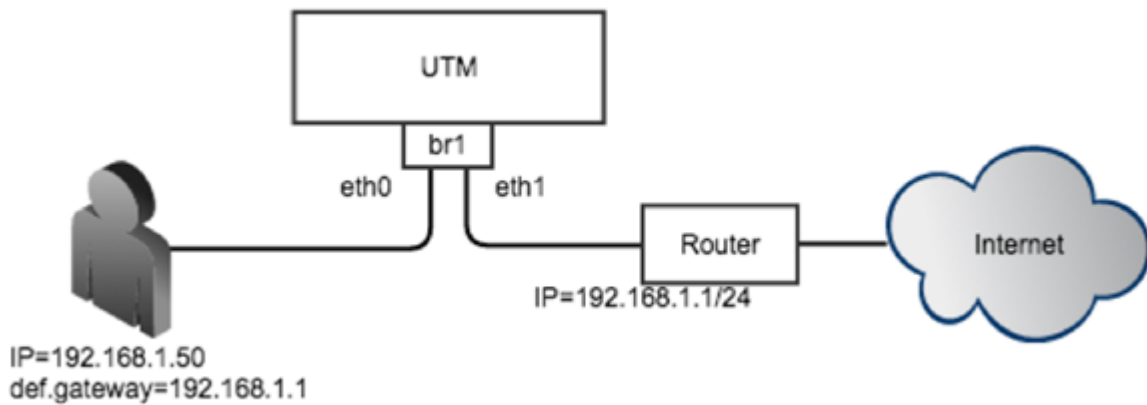 UTM
br1
eth0
eth1
Router
Internet
IP=192.168.1.1/24
IP=192.168.1.50
def.gateway=192.168.1.1